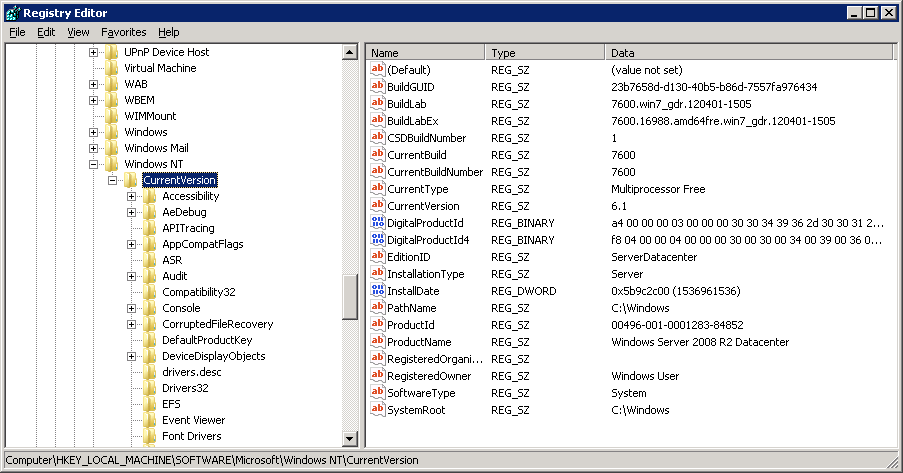 Registry Editor
File Edit View Favorites Help
UPnP Device Host
Virtual Machine
WAB
WBEM
WIMMount
Windows
Windows Mail
Windows NT
CurrentVersion
Accessibility
AeDebug
APITracing
AppCompatFlags
ASR
Audit
Compatibility32
Console
CorruptedFileRecovery
DefaultProductKey
DeviceDisplayObjects
drivers.desc
Drivers32
EFS
Event Viewer
Font Drivers
Name Type Data
(Default) REG_SZ (value not set)
BuildGUID REG_SZ 23b7658d-d130-40b5-b86d-7557fa976434
BuildLab REG_SZ 7600.win7_gdr.120401-1505
BuildLabEx REG_SZ 7600.16988.amd64fre.win7_gdr.120401-1505
CSDBuildNumber REG_SZ 1
CurrentBuild REG_SZ 7600
CurrentBuildNumber REG_SZ 7600
CurrentType REG_SZ Multiprocessor Free
CurrentVersion REG_SZ 6.1
DigitalProductId REG_BINARY a4 00 00 00 03 00 00 00 30 30 34 39 36 2d 30 30 31 2...
DigitalProductId4 REG_BINARY f8 04 00 00 04 00 00 00 30 00 30 00 34 00 39 00 36 0...
EditionID REG_SZ ServerDatacenter
InstallationType REG_SZ Server
InstallDate REG_DWORD 0x5b9c2c00 (1536961536)
PathName REG_SZ C:\Windows
ProductId REG_SZ 00496-001-0001283-84852
ProductName REG_SZ Windows Server 2008 R2 Datacenter
RegisteredOrgani... REG_SZ
RegisteredOwner REG_SZ Windows User
SoftwareType REG_SZ System
SystemRoot REG_SZ C:\Windows
Computer\HKEY_LOCAL_MACHINE\SOFTWARE\Microsoft\Windows NT\CurrentVersion